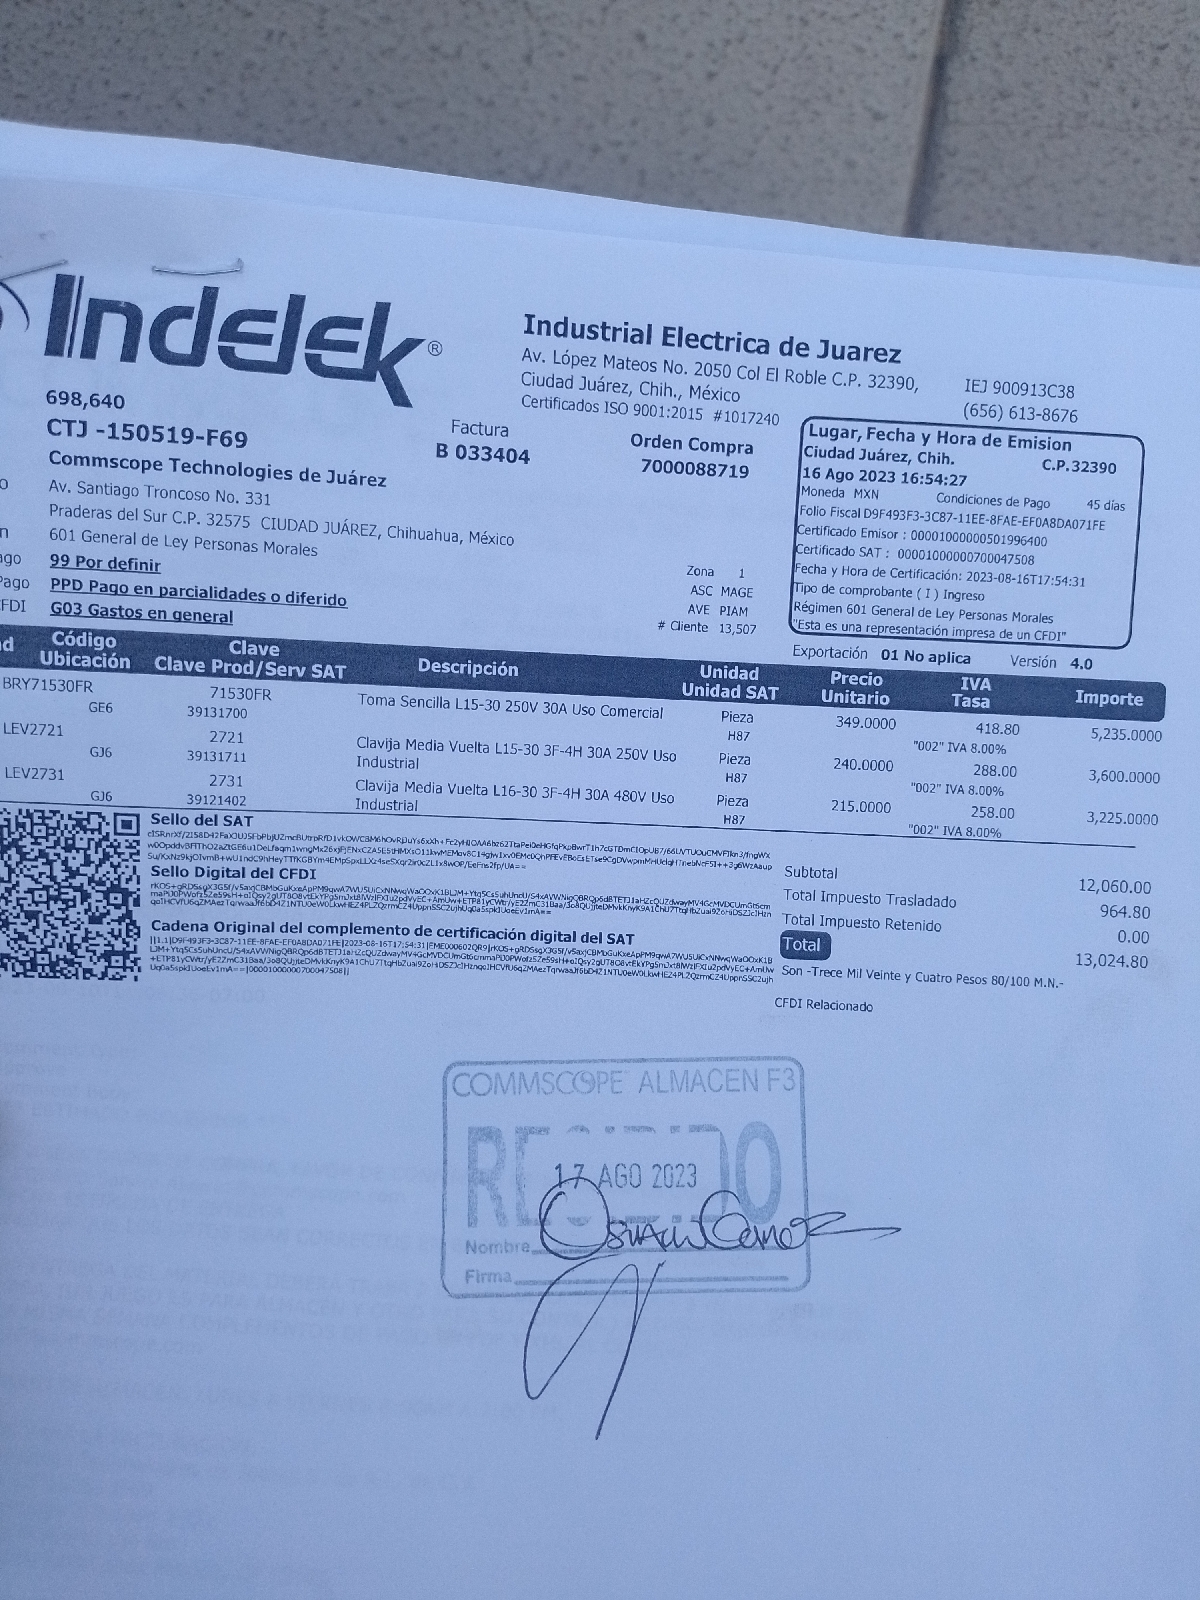 Indelek®
Industrial Electrica de Juarez
Av. López Mateos No. 2050 Col El Roble C.P. 32390,
Ciudad Juárez, Chih., México
Certificados ISO 9001:2015 #1017240
IEJ 900913C38
(656) 613-8676
698,640
CTJ -150519-F69
Commscope Technologies de Juárez
Av. Santiago Troncoso No. 331
Praderas del Sur C.P. 32575 CIUDAD JUÁREZ, Chihuahua, México
601 General de Ley Personas Morales
99 Por definir
Pago PPD Pago en parcialidades o diferido
CFDI G03 Gastos en general
Factura
B 033404
Orden Compra
7000088719
Zona 1
ASC MAGE
AVE PIAM
# Cliente 13,507
Lugar, Fecha y Hora de Emision
Ciudad Juárez, Chih. C.P.32390
16 Ago 2023 16:54:27
Moneda MXN Condiciones de Pago 45 días
Folio Fiscal D9F493F3-3C87-11EE-8FAE-EF0A8DA071FE
Certificado Emisor : 00001000000501996400
Certificado SAT : 00001000000700047508
Fecha y Hora de Certificación: 2023-08-16T17:54:31
Tipo de comprobante ( I ) Ingreso
Régimen 601 General de Ley Personas Morales
"Esta es una representación impresa de un CFDI"
Exportación 01 No aplica Versión 4.0
Código Clave Descripción Unidad Precio IVA Importe
Ubicación Clave Prod/Serv SAT Unidad SAT Unitario Tasa
BRY71530FR 71530FR Toma Sencilla L15-30 250V 30A Uso Comercial Pieza 349.0000 418.80 5,235.0000
GE6 39131700 H87 "002" IVA 8.00%
LEV2721 2721 Clavija Media Vuelta L15-30 3F-4H 30A 250V Uso Pieza 240.0000 288.00 3,600.0000
GJ6 39131711 Industrial H87 "002" IVA 8.00%
LEV2731 2731 Clavija Media Vuelta L16-30 3F-4H 30A 480V Uso Pieza 215.0000 258.00 3,225.0000
GJ6 39121402 Industrial H87 "002" IVA 8.00%
Sello del SAT
Sello Digital del CFDI
Cadena Original del complemento de certificación digital del SAT
Subtotal 12,060.00
Total Impuesto Trasladado 964.80
Total Impuesto Retenido 0.00
Total 13,024.80
Son -Trece Mil Veinte y Cuatro Pesos 80/100 M.N.-
CFDI Relacionado
COMMSCOPE ALMACEN F3
RECIBIDO
17 AGO 2023
Nombre
Firma